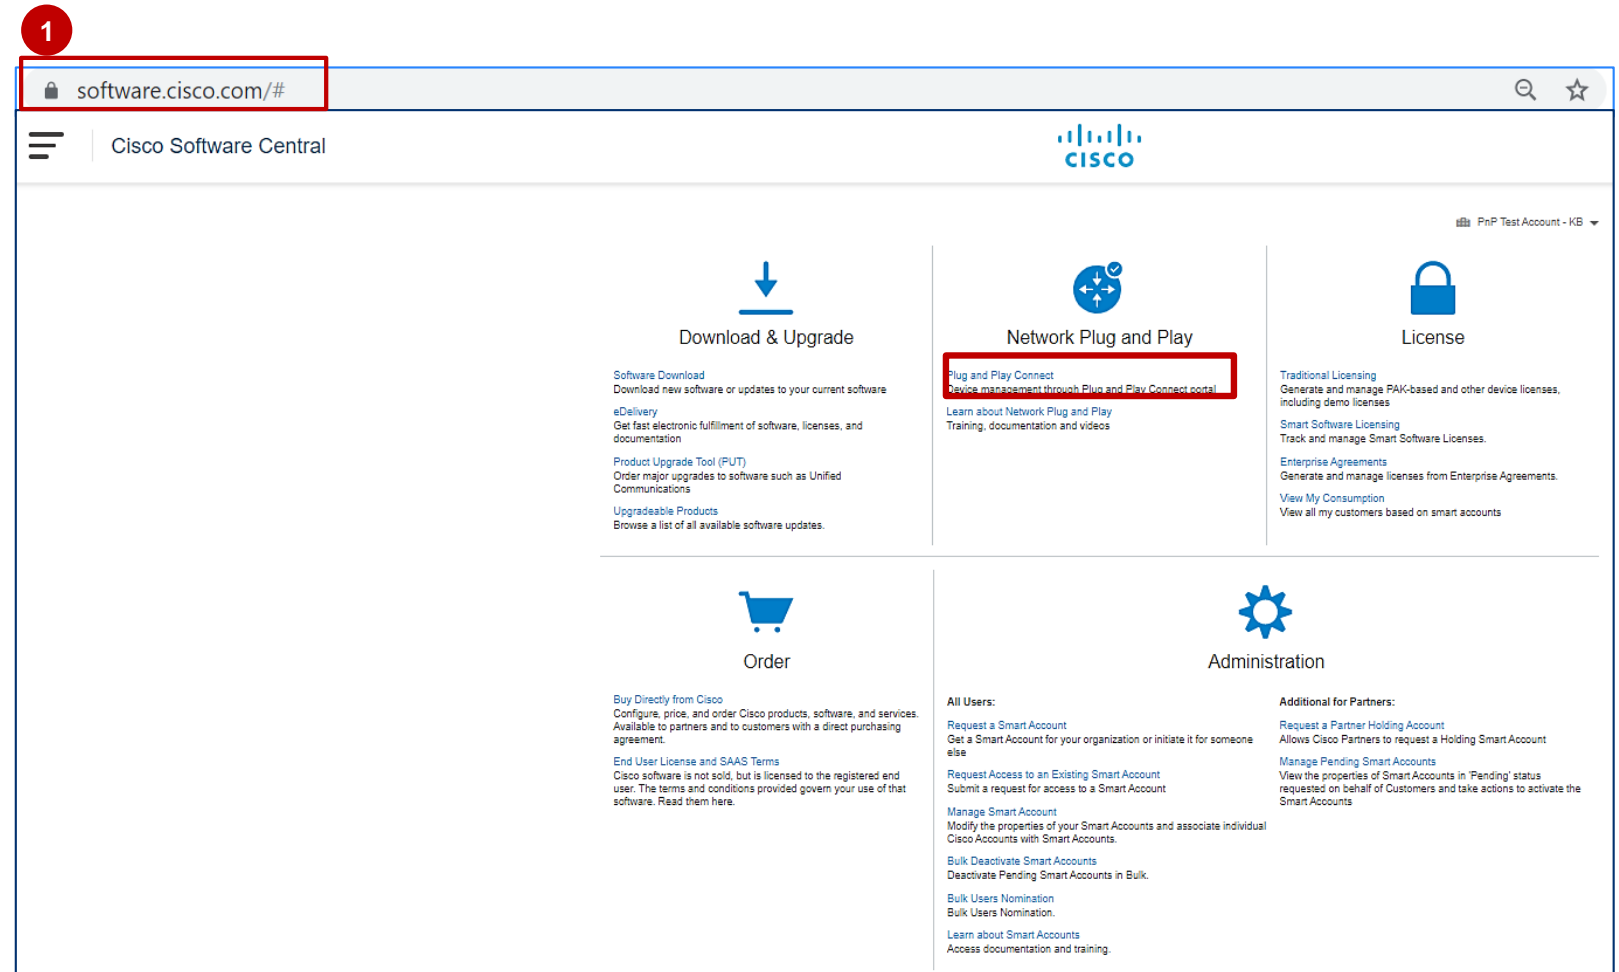 1
software.cisco.com/#
Cisco Software Central
CISCO
PnP Test Account - KB
Download & Upgrade
Software Download
Download new software or updates to your current software
eDelivery
Get fast electronic fulfillment of software, licenses, and
documentation
Product Upgrade Tool (PUT)
Order major upgrades to software such as Unified
Communications
Upgradeable Products
Browse a list of all available software updates.
Network Plug and Play
Plug and Play Connect
Device management through Plug and Play Connect portal
Learn about Network Plug and Play
Training, documentation and videos
License
Traditional Licensing
Generate and manage PAK-based and other device licenses,
including demo licenses
Smart Software Licensing
Track and manage Smart Software Licenses.
Enterprise Agreements
Generate and manage licenses from Enterprise Agreements.
View My Consumption
View all my customers based on smart accounts
Order
Buy Directly from Cisco
Configure, price, and order Cisco products, software, and services.
Available to partners and to customers with a direct purchasing
agreement.
End User License and SAAS Terms
Cisco software is not sold, but is licensed to the registered end
user. The terms and conditions provided govern your use of that
software. Read them here.
Administration
All Users:
Request a Smart Account
Get a Smart Account for your organization or initiate it for someone
else
Request Access to an Existing Smart Account
Submit a request for access to a Smart Account
Manage Smart Account
Modify the properties of your Smart Accounts and associate individual
Cisco Accounts with Smart Accounts.
Bulk Deactivate Smart Accounts
Deactivate Pending Smart Accounts in Bulk.
Bulk Users Nomination
Bulk Users Nomination.
Learn about Smart Accounts
Access documentation and training.
Additional for Partners:
Request a Partner Holding Account
Allows Cisco Partners to request a Holding Smart Account
Manage Pending Smart Accounts
View the properties of Smart Accounts in 'Pending' status
requested on behalf of Customers and take actions to activate the
Smart Accounts